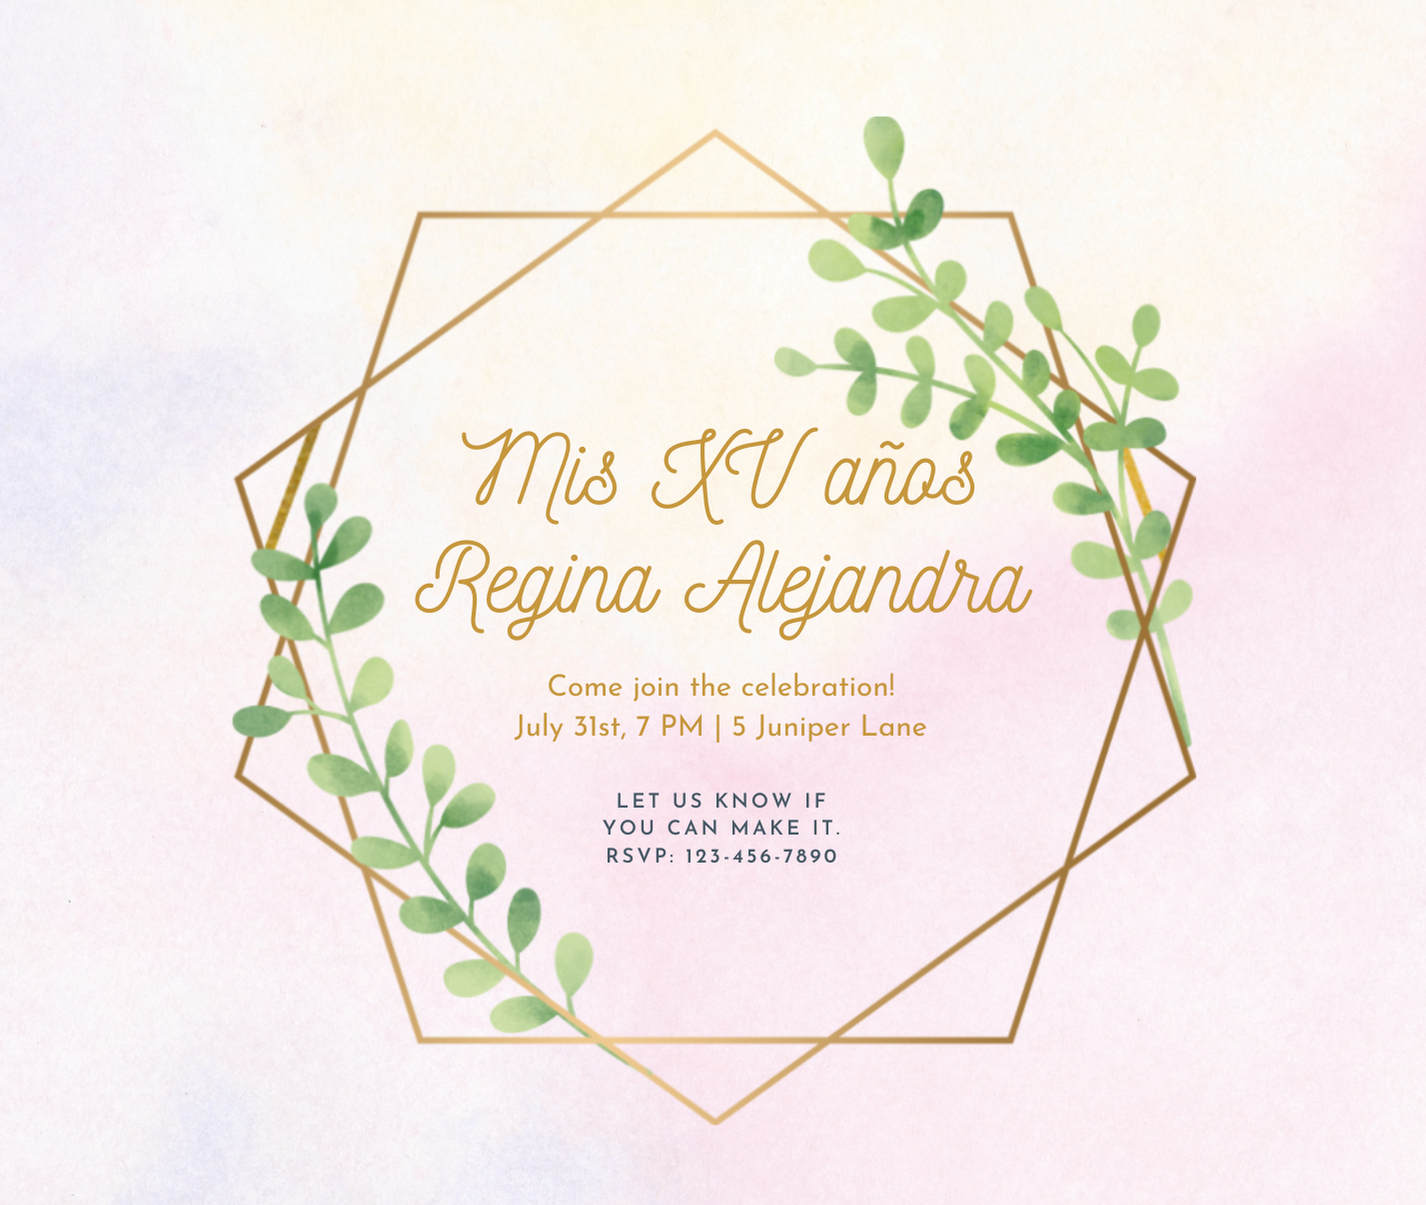 Mis XV años
Regina Alejandra
Come join the celebration!
July 31st, 7 PM | 5 Juniper Lane
LET US KNOW IF
YOU CAN MAKE IT.
RSVP: 123-456-7890